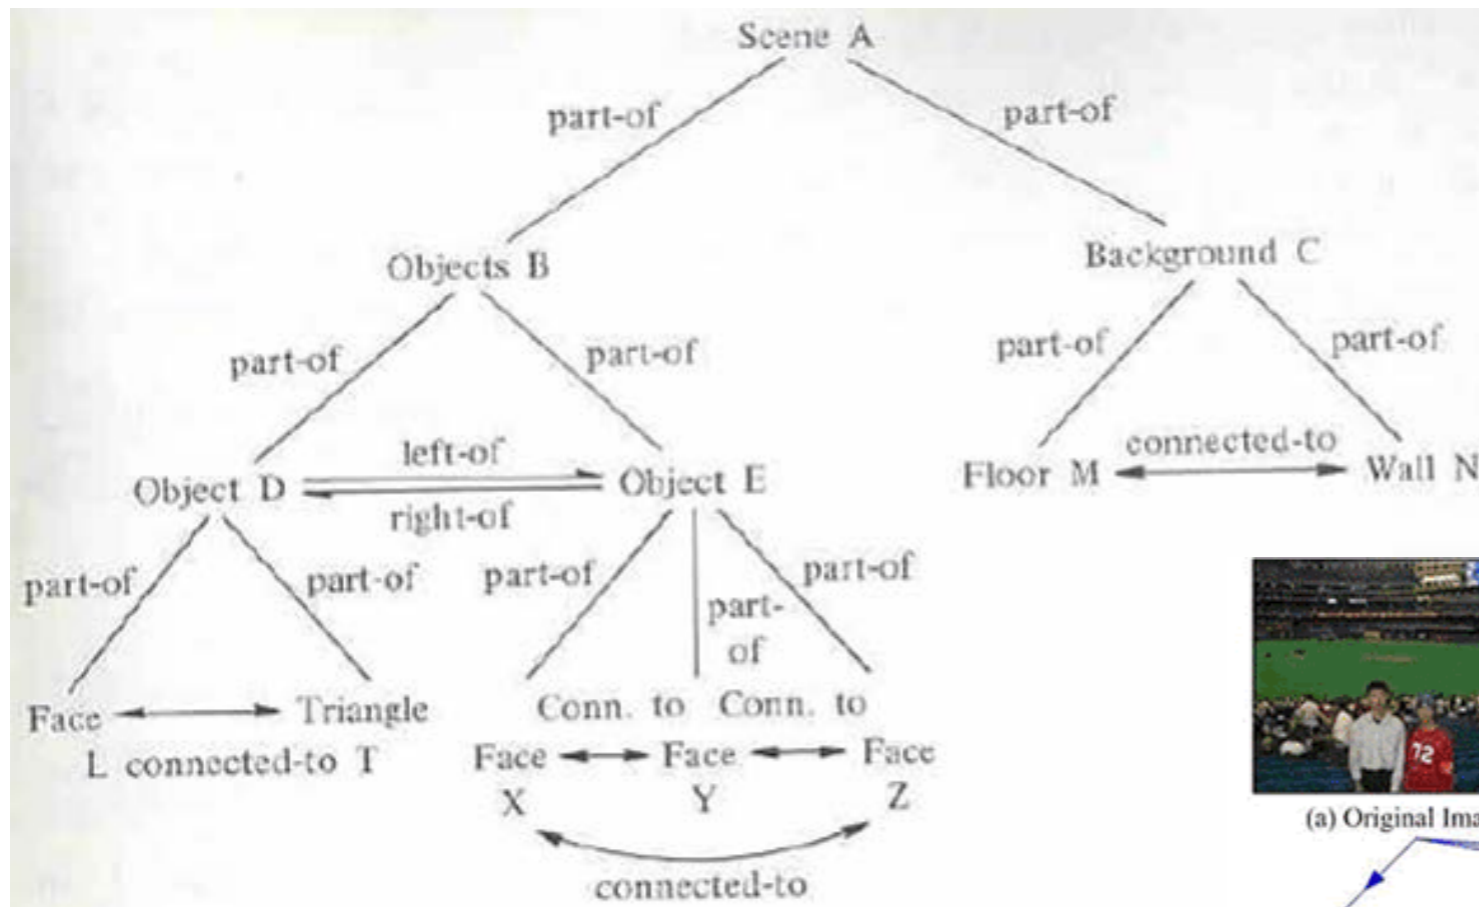 Scene A
part-of
part-of
Objects B
Background C
part-of
part-of
part-of
part-of
left-of
connected-to
Object D
Object E
Floor M
Wall N
right-of
part-of
part-of
part-of
part-
of
part-of
Face
Triangle
L connected-to T
Conn. to
Conn. to
Face
Face
Face
X
Y
Z
connected-to
72
(a) Original Ima